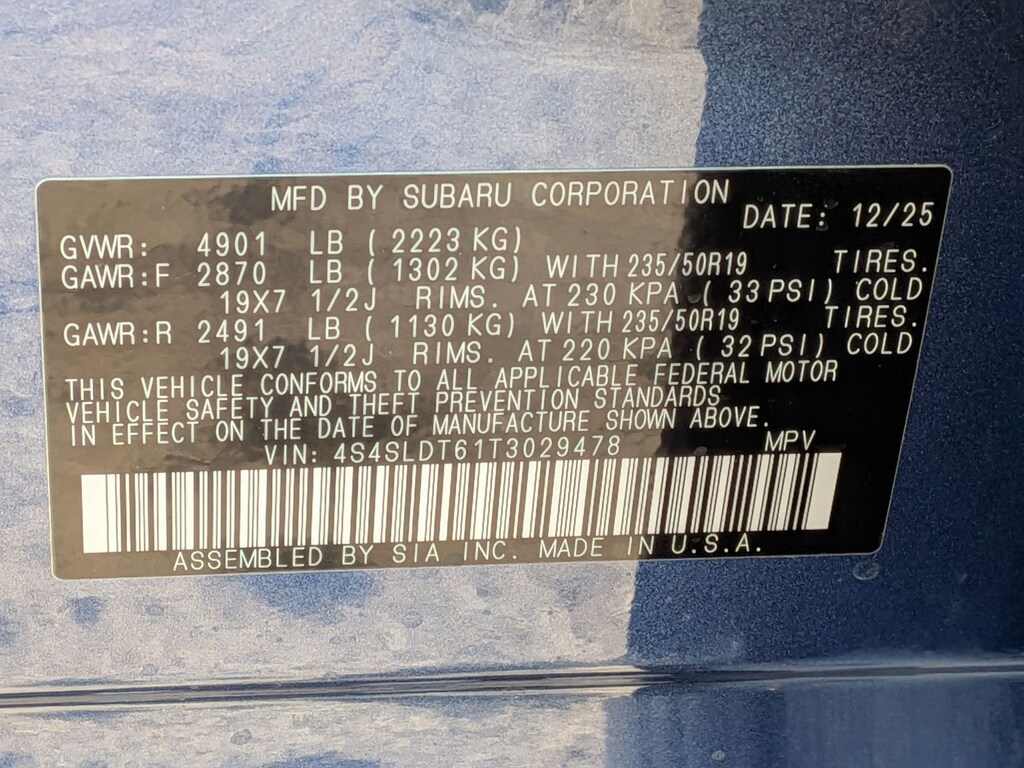 MFD BY SUBARU CORPORATION
DATE: 12/25
GVWR: 4901 LB ( 2223 KG)
GAWR:F 2870 LB ( 1302 KG) WITH 235/50R19 TIRES.
19X7 1/2J RIMS. AT 230 KPA ( 33 PSI) COLD
GAWR:R 2491 LB ( 1130 KG) WITH 235/50R19 TIRES.
19X7 1/2J RIMS. AT 220 KPA ( 32 PSI) COLD
THIS VEHICLE CONFORMS TO ALL APPLICABLE FEDERAL MOTOR
VEHICLE SAFETY AND THEFT PREVENTION STANDARDS
IN EFFECT ON THE DATE OF MANUFACTURE SHOWN ABOVE.
VIN: 4S4SLDT61T3029478 MPV
ASSEMBLED BY SIA INC. MADE IN U.S.A.